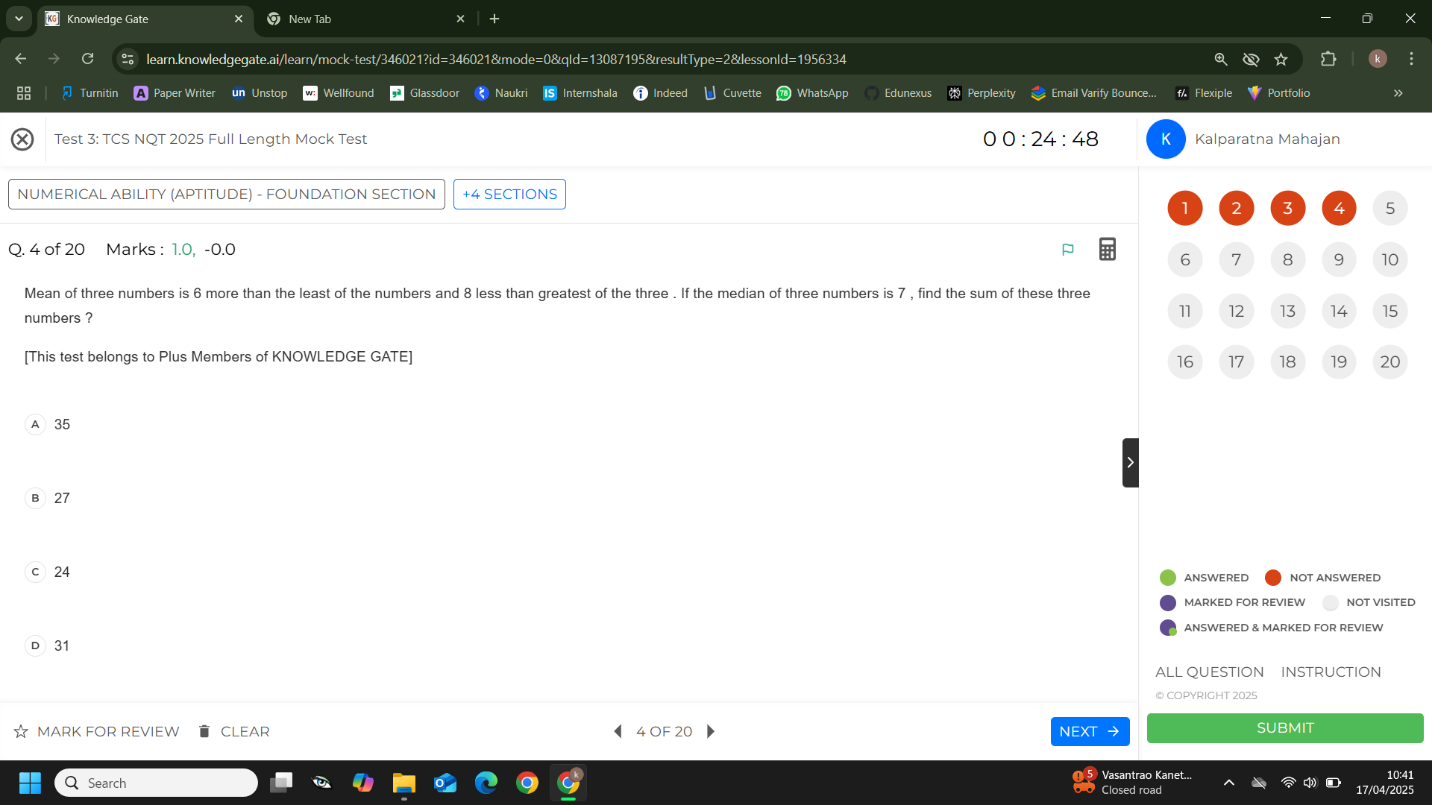 KG Knowledge Gate
New Tab
learn.knowledgegate.ai/learn/mock-test/346021?id=346021&mode=0&qId=13087195&resultType=2&lessonId=1956334
k
Turnitin
A Paper Writer
un Unstop
w: Wellfound
Glassdoor
Naukri
IS Internshala
Indeed
Cuvette
78 WhatsApp
Edunexus
Perplexity
Email Varify Bounce...
Flexiple
Portfolio
»
Test 3: TCS NQT 2025 Full Length Mock Test
0 0 : 24 : 48
K Kalparatna Mahajan
NUMERICAL ABILITY (APTITUDE) - FOUNDATION SECTION
+4 SECTIONS
Q. 4 of 20 Marks : 1.0, -0.0
Mean of three numbers is 6 more than the least of the numbers and 8 less than greatest of the three . If the median of three numbers is 7 , find the sum of these three
numbers ?
[This test belongs to Plus Members of KNOWLEDGE GATE]
A 35
B 27
C 24
D 31
1 2 3 4 5
6 7 8 9 10
11 12 13 14 15
16 17 18 19 20
ANSWERED NOT ANSWERED
MARKED FOR REVIEW NOT VISITED
ANSWERED & MARKED FOR REVIEW
ALL QUESTION INSTRUCTION
© COPYRIGHT 2025
SUBMIT
MARK FOR REVIEW CLEAR
4 OF 20
NEXT
Search
k
5 Vasantrao Kanet...
Closed road
10:41
17/04/2025